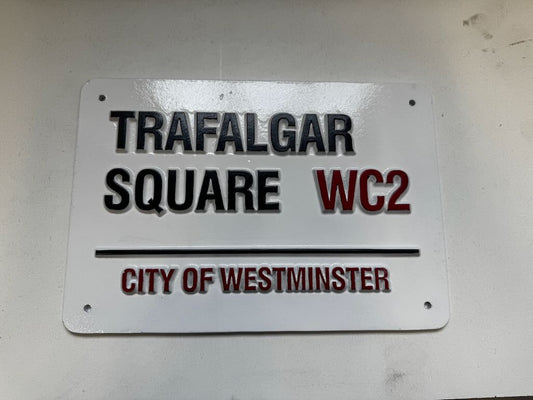 TRAFALGAR
SQUARE WC2
CITY OF WESTMINSTER